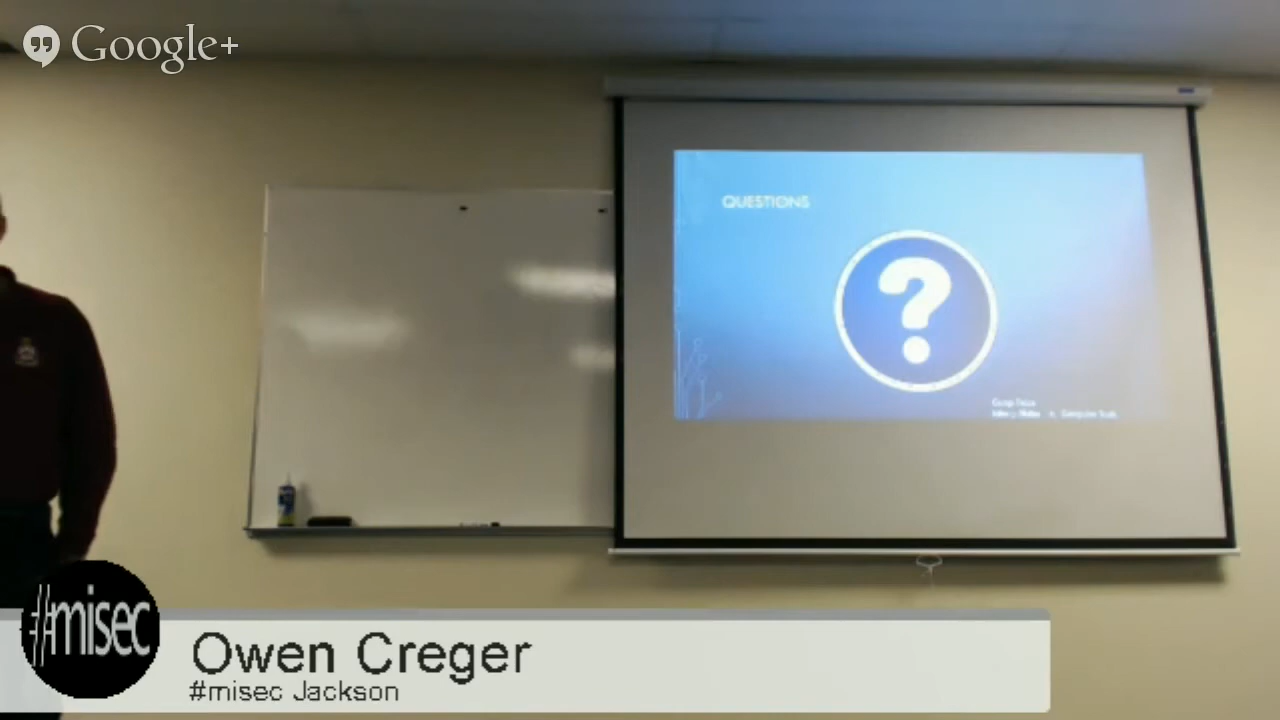 Google+
QUESTIONS
?
#misec
Owen Creger
#misec Jackson